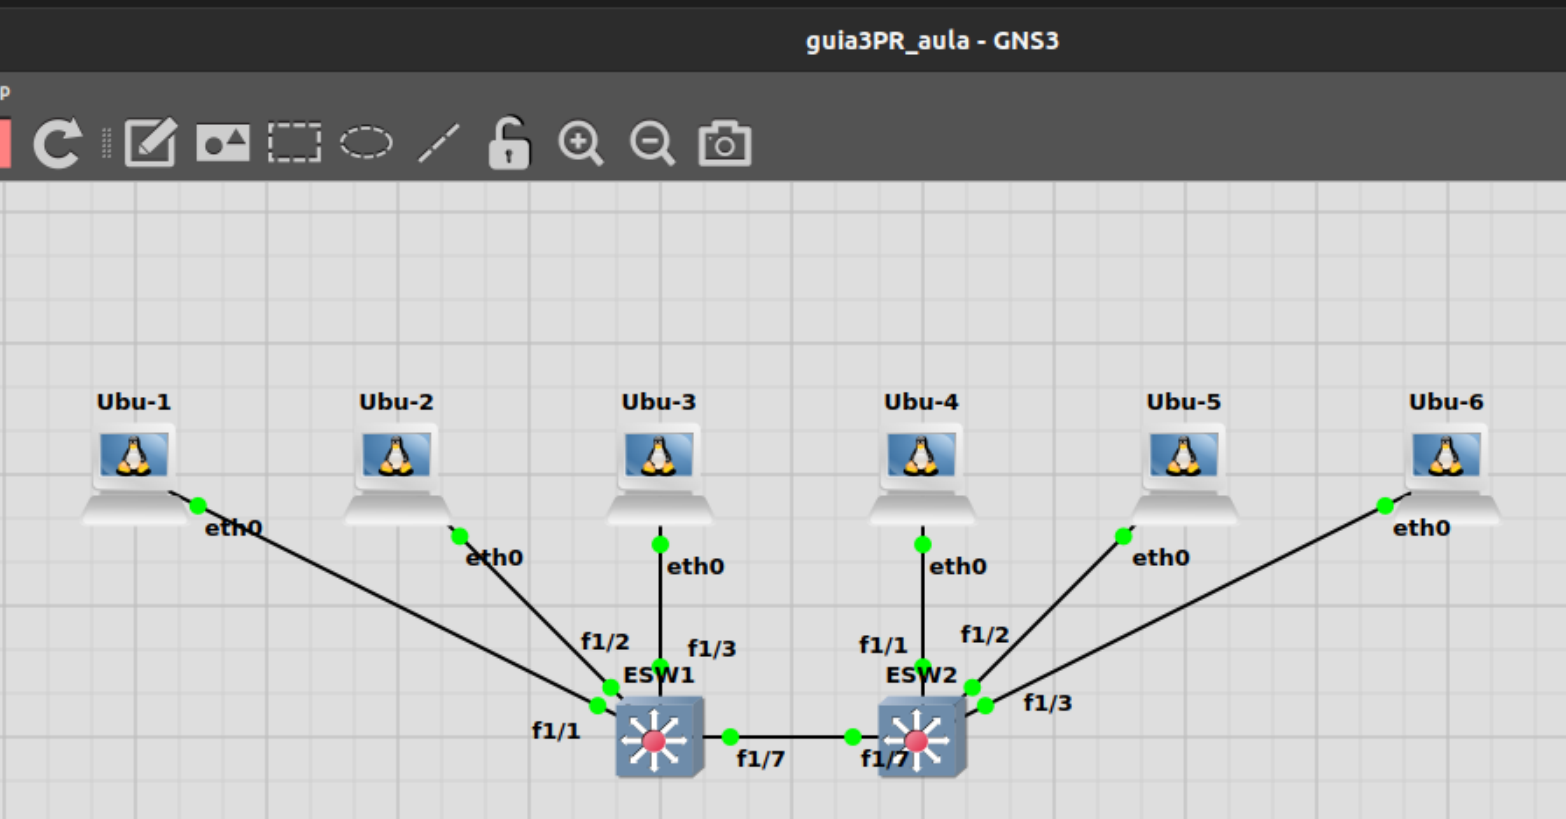 guia3PR_aula - GNS3
p
Ubu-1 Ubu-2 Ubu-3 Ubu-4 Ubu-5 Ubu-6
eth0 eth0 eth0 eth0 eth0 eth0
f1/2 f1/3 f1/1 f1/2
ESW1 ESW2
f1/1 f1/3
f1/7 f1/7